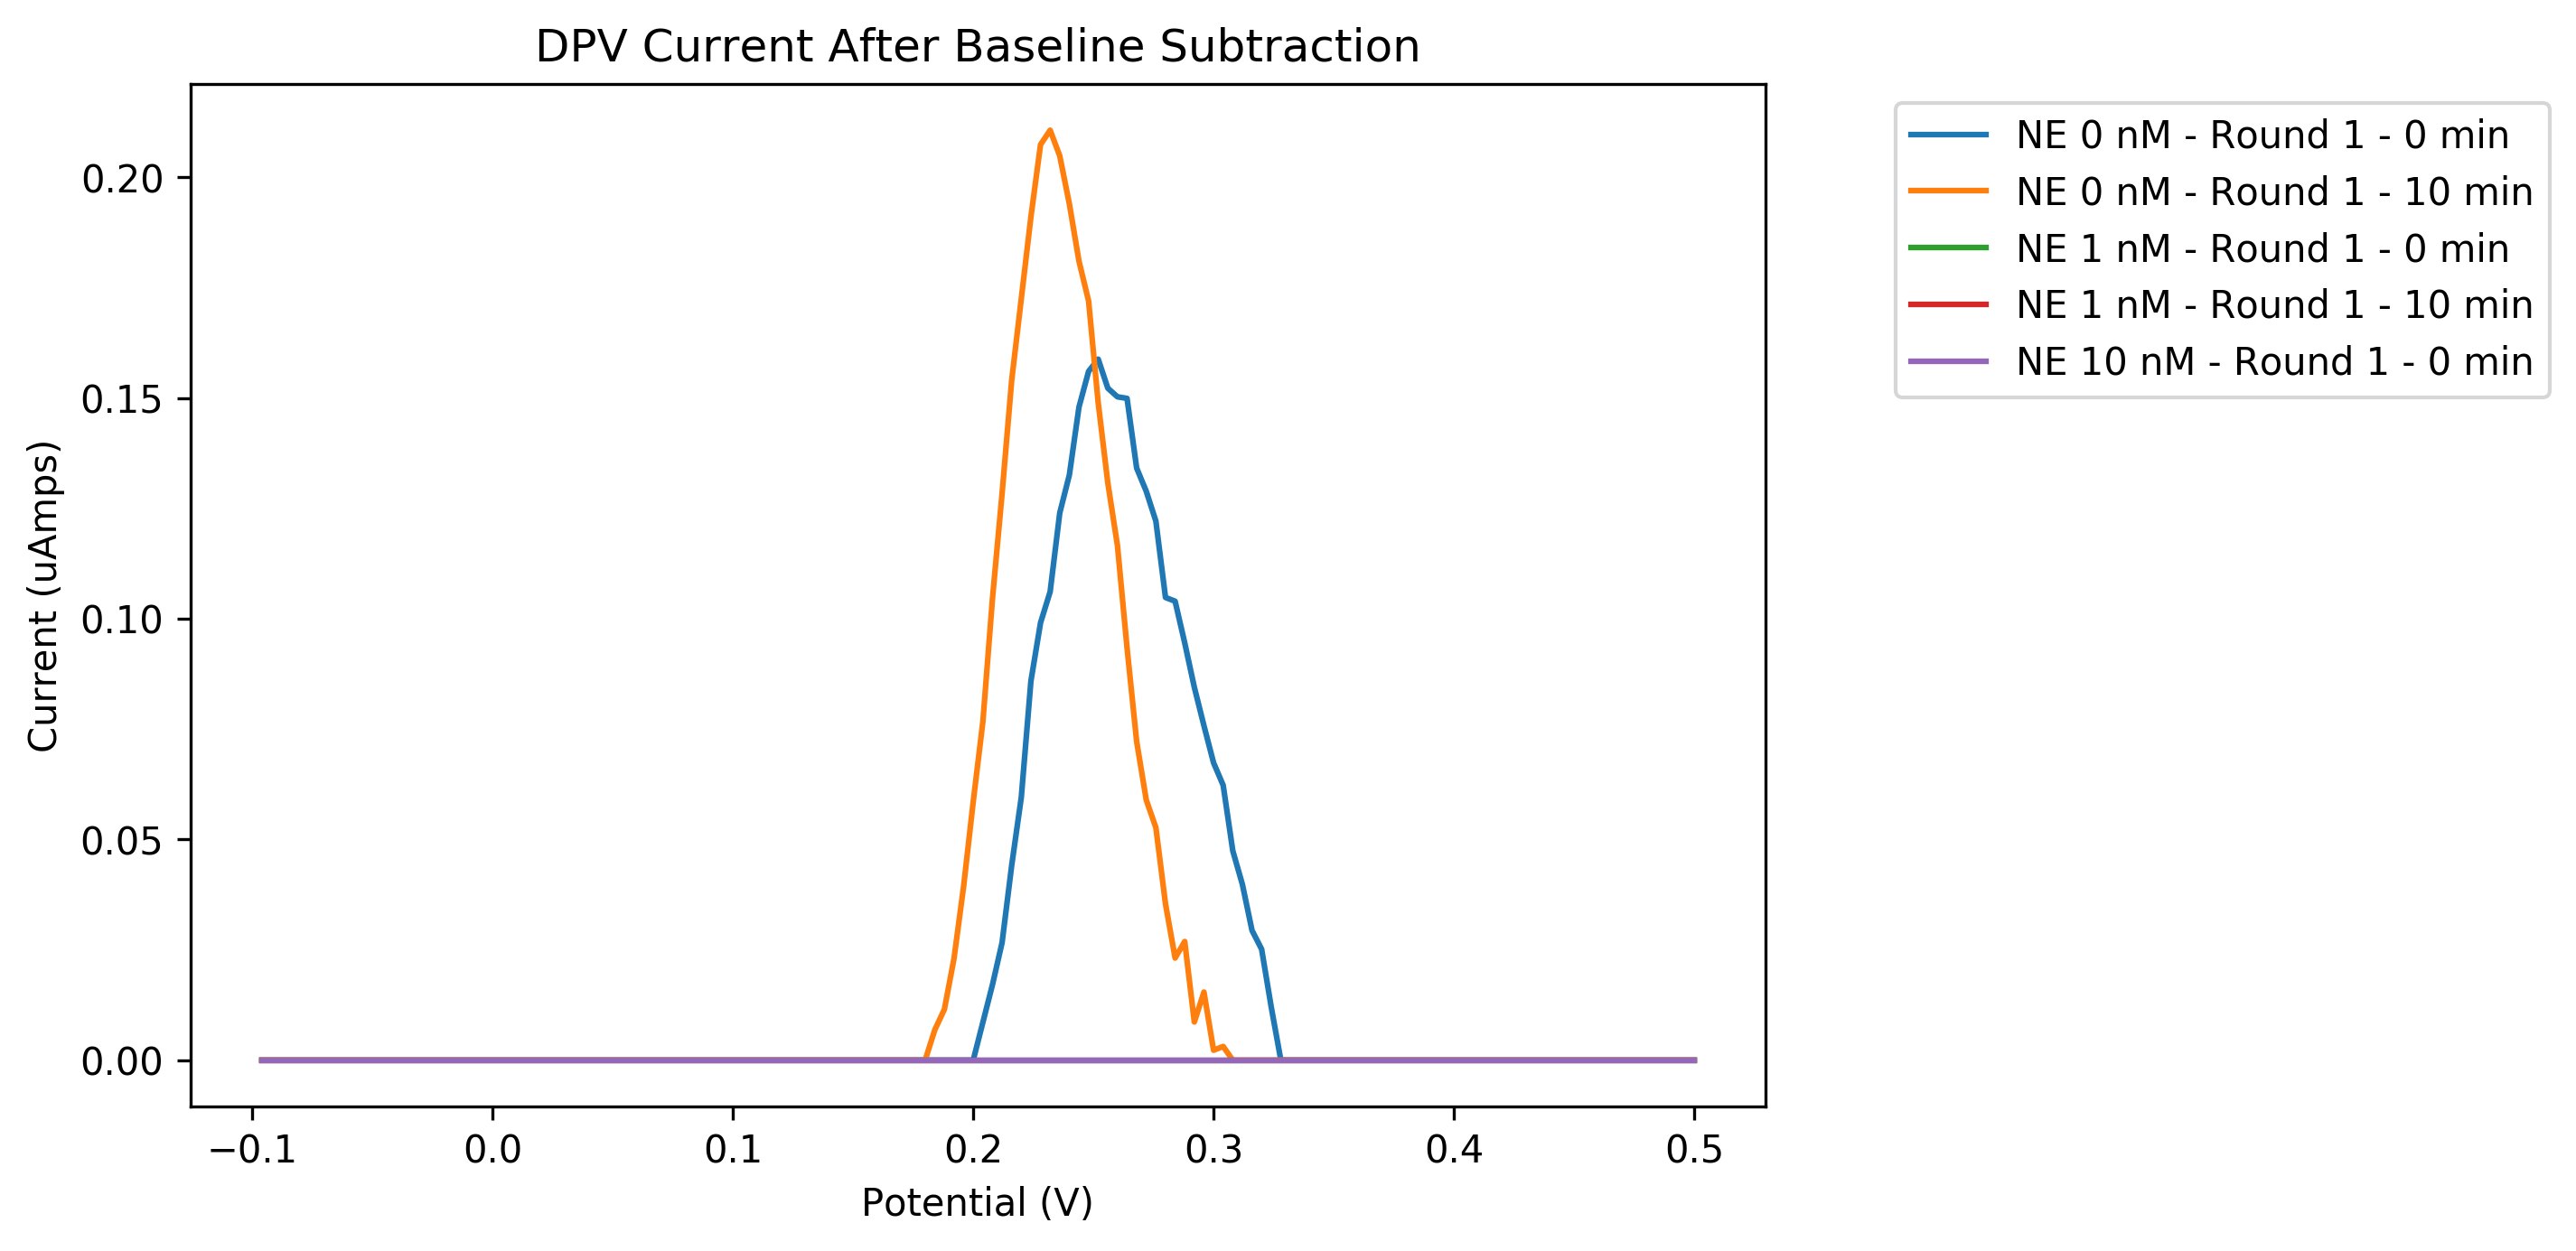 DPV Current After Baseline Subtraction
NE 0 nM - Round 1 - 0 min
NE 0 nM - Round 1 - 10 min
NE 1 nM - Round 1 - 0 min
NE 1 nM - Round 1 - 10 min
NE 10 nM - Round 1 - 0 min
Current (uAmps)
0.20
0.15
0.10
0.05
0.00
−0.1 0.0 0.1 0.2 0.3 0.4 0.5
Potential (V)